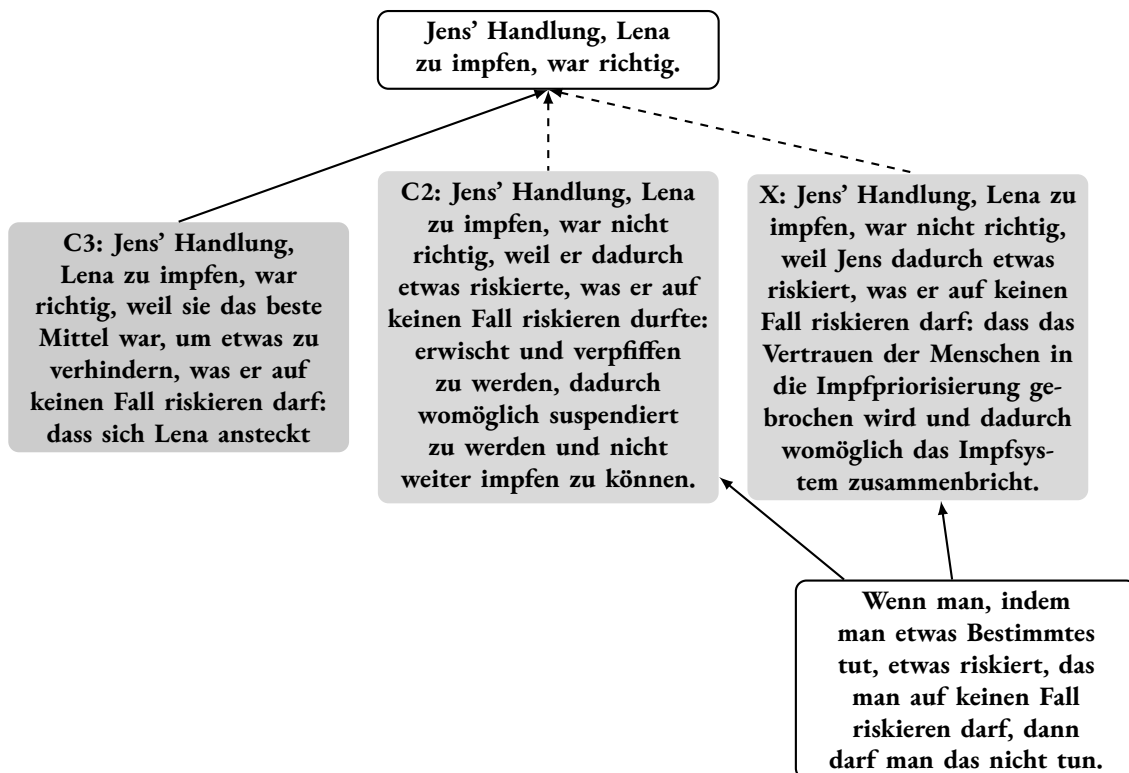 Jens’ Handlung, Lena
zu impfen, war richtig.
C3: Jens’ Handlung,
Lena zu impfen, war
richtig, weil sie das beste
Mittel war, um etwas zu
verhindern, was er auf
keinen Fall riskieren darf:
dass sich Lena ansteckt
C2: Jens’ Handlung, Lena
zu impfen, war nicht
richtig, weil er dadurch
etwas riskierte, was er auf
keinen Fall riskieren durfte:
erwischt und verpfiffen
zu werden, dadurch
womöglich suspendiert
zu werden und nicht
weiter impfen zu können.
X: Jens’ Handlung, Lena zu
impfen, war nicht richtig,
weil Jens dadurch etwas
riskiert, was er auf keinen
Fall riskieren darf: dass das
Vertrauen der Menschen in
die Impfpriorisierung ge-
brochen wird und dadurch
womöglich das Impfsys-
tem zusammenbricht.
Wenn man, indem
man etwas Bestimmtes
tut, etwas riskiert, das
man auf keinen Fall
riskieren darf, dann
darf man das nicht tun.